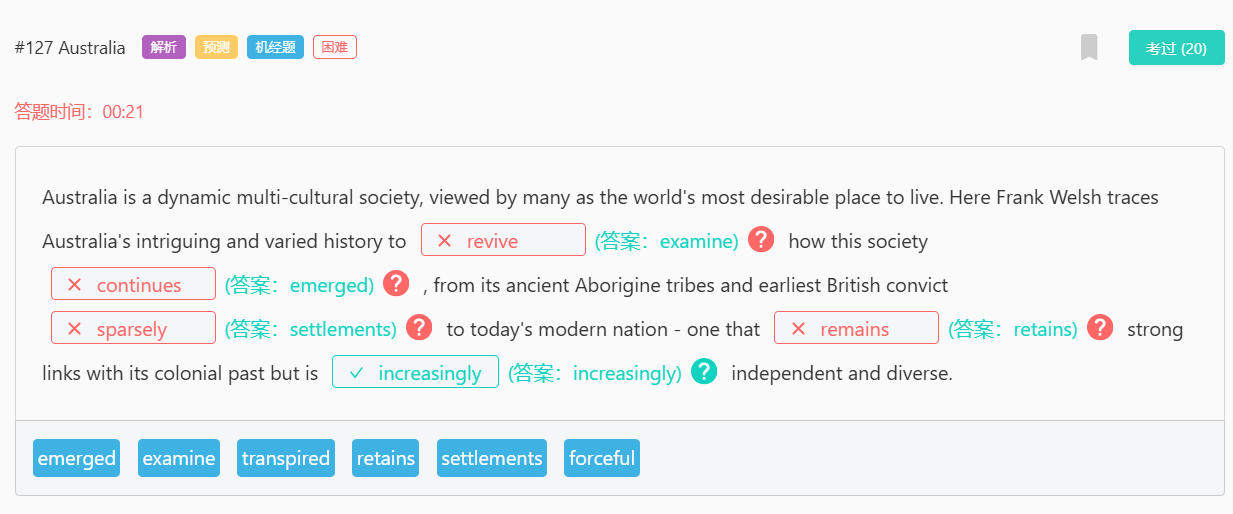 #127 Australia 解析 预测 机经题 困难 考过 (20)
答题时间：00:21
Australia is a dynamic multi-cultural society, viewed by many as the world's most desirable place to live. Here Frank Welsh traces
Australia's intriguing and varied history to × revive (答案：examine) ? how this society
× continues (答案：emerged) ? , from its ancient Aborigine tribes and earliest British convict
× sparsely (答案：settlements) ? to today's modern nation - one that × remains (答案：retains) ? strong
links with its colonial past but is ✓ increasingly (答案：increasingly) ? independent and diverse.
emerged examine transpired retains settlements forceful